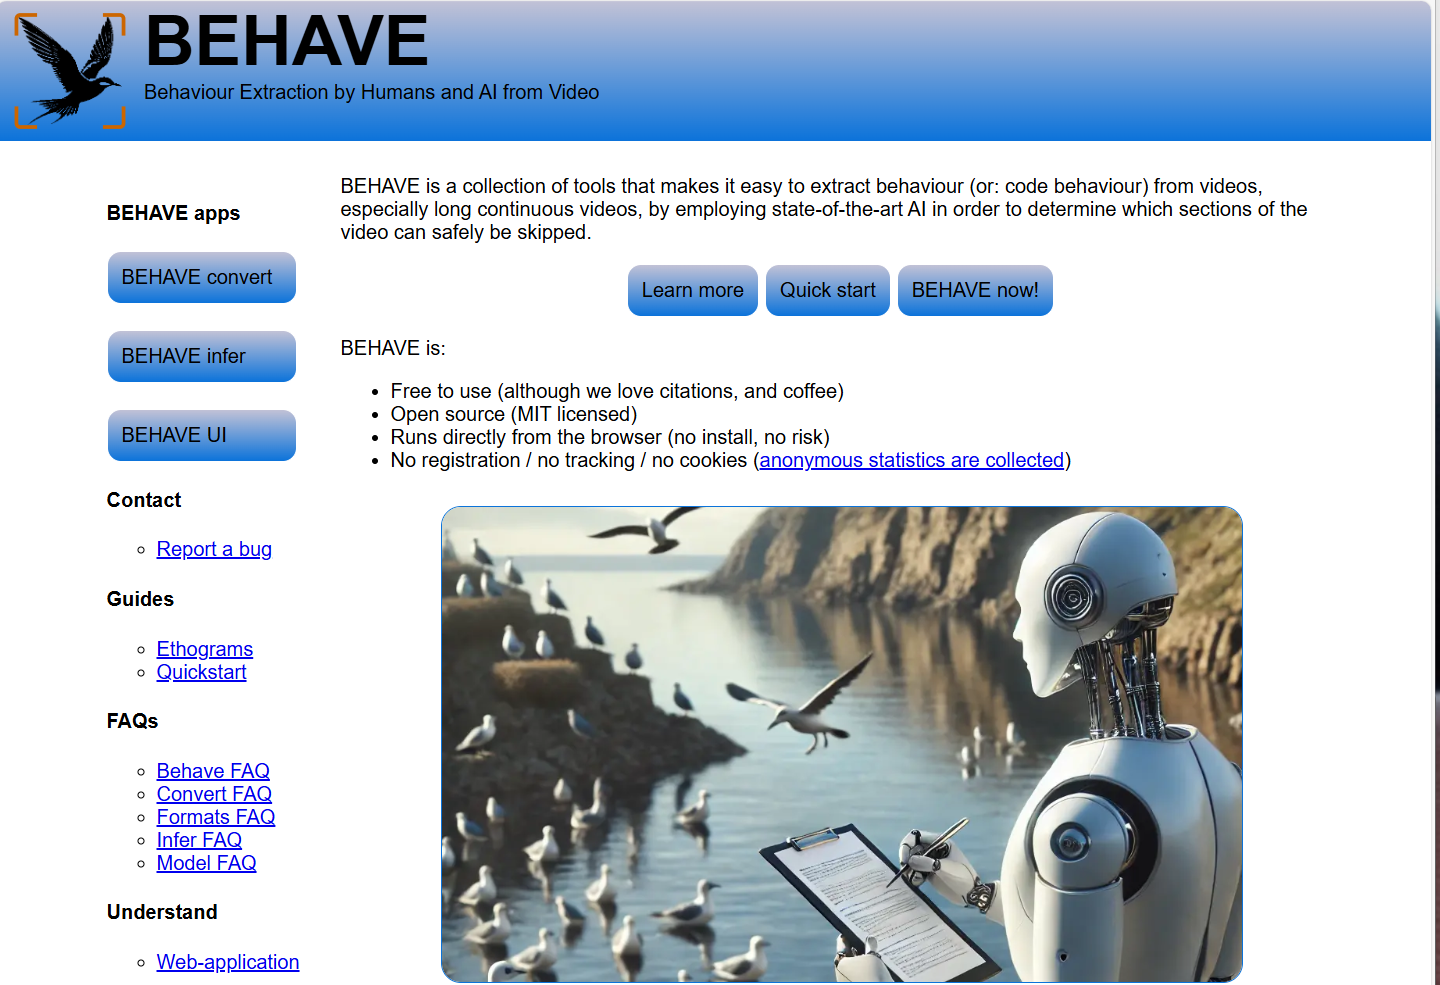 BEHAVE
Behaviour Extraction by Humans and AI from Video
BEHAVE apps
BEHAVE convert
BEHAVE infer
BEHAVE UI
Contact
Report a bug
Guides
Ethograms
Quickstart
FAQs
Behave FAQ
Convert FAQ
Formats FAQ
Infer FAQ
Model FAQ
Understand
Web-application
BEHAVE is a collection of tools that makes it easy to extract behaviour (or: code behaviour) from videos,
especially long continuous videos, by employing state-of-the-art AI in order to determine which sections of the
video can safely be skipped.
Learn more Quick start BEHAVE now!
BEHAVE is:
Free to use (although we love citations, and coffee)
Open source (MIT licensed)
Runs directly from the browser (no install, no risk)
No registration / no tracking / no cookies (anonymous statistics are collected)